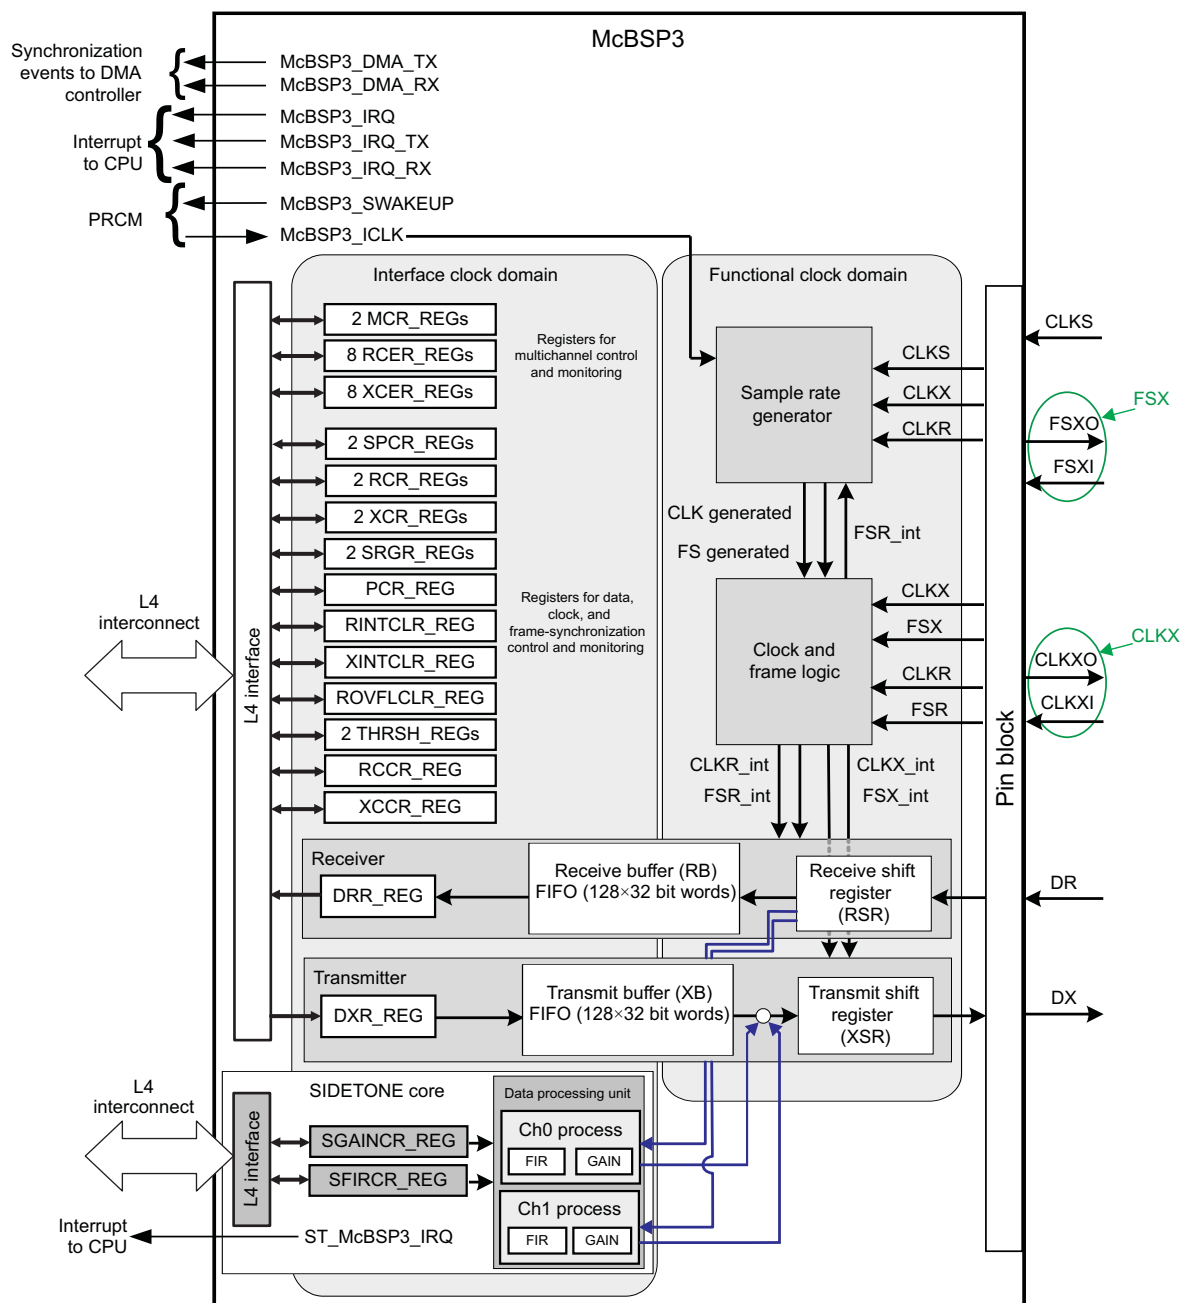 McBSP3
Synchronization
events to DMA
controller
McBSP3_DMA_TX
McBSP3_DMA_RX
Interrupt
to CPU
McBSP3_IRQ
McBSP3_IRQ_TX
McBSP3_IRQ_RX
PRCM
McBSP3_SWAKEUP
McBSP3_ICLK
Interface clock domain
Functional clock domain
L4
interconnect
L4 interface
2 MCR_REGs
8 RCER_REGs
8 XCER_REGs
Registers for
multichannel control
and monitoring
2 SPCR_REGs
2 RCR_REGs
2 XCR_REGs
2 SRGR_REGs
PCR_REG
RINTCLR_REG
XINTCLR_REG
ROVFLCLR_REG
2 THRSH_REGs
RCCR_REG
XCCR_REG
Registers for data,
clock, and
frame-synchronization
control and monitoring
Sample rate
generator
CLKS
CLKX
CLKR
CLK generated
FS generated
FSR_int
Clock and
frame logic
CLKX
FSX
CLKR
FSR
CLKR_int
FSR_int
CLKX_int
FSX_int
Pin block
CLKS
FSX
FSXO
FSXI
CLKX
CLKXO
CLKXI
DR
DX
Receiver
DRR_REG
Receive buffer (RB)
FIFO (128×32 bit words)
Receive shift
register
(RSR)
Transmitter
DXR_REG
Transmit buffer (XB)
FIFO (128×32 bit words)
Transmit shift
register
(XSR)
L4
interconnect
L4 interface
SIDETONE core
SGAINCR_REG
SFIRCR_REG
Data processing unit
Ch0 process
FIR
GAIN
Ch1 process
FIR
GAIN
Interrupt
to CPU
ST_McBSP3_IRQ